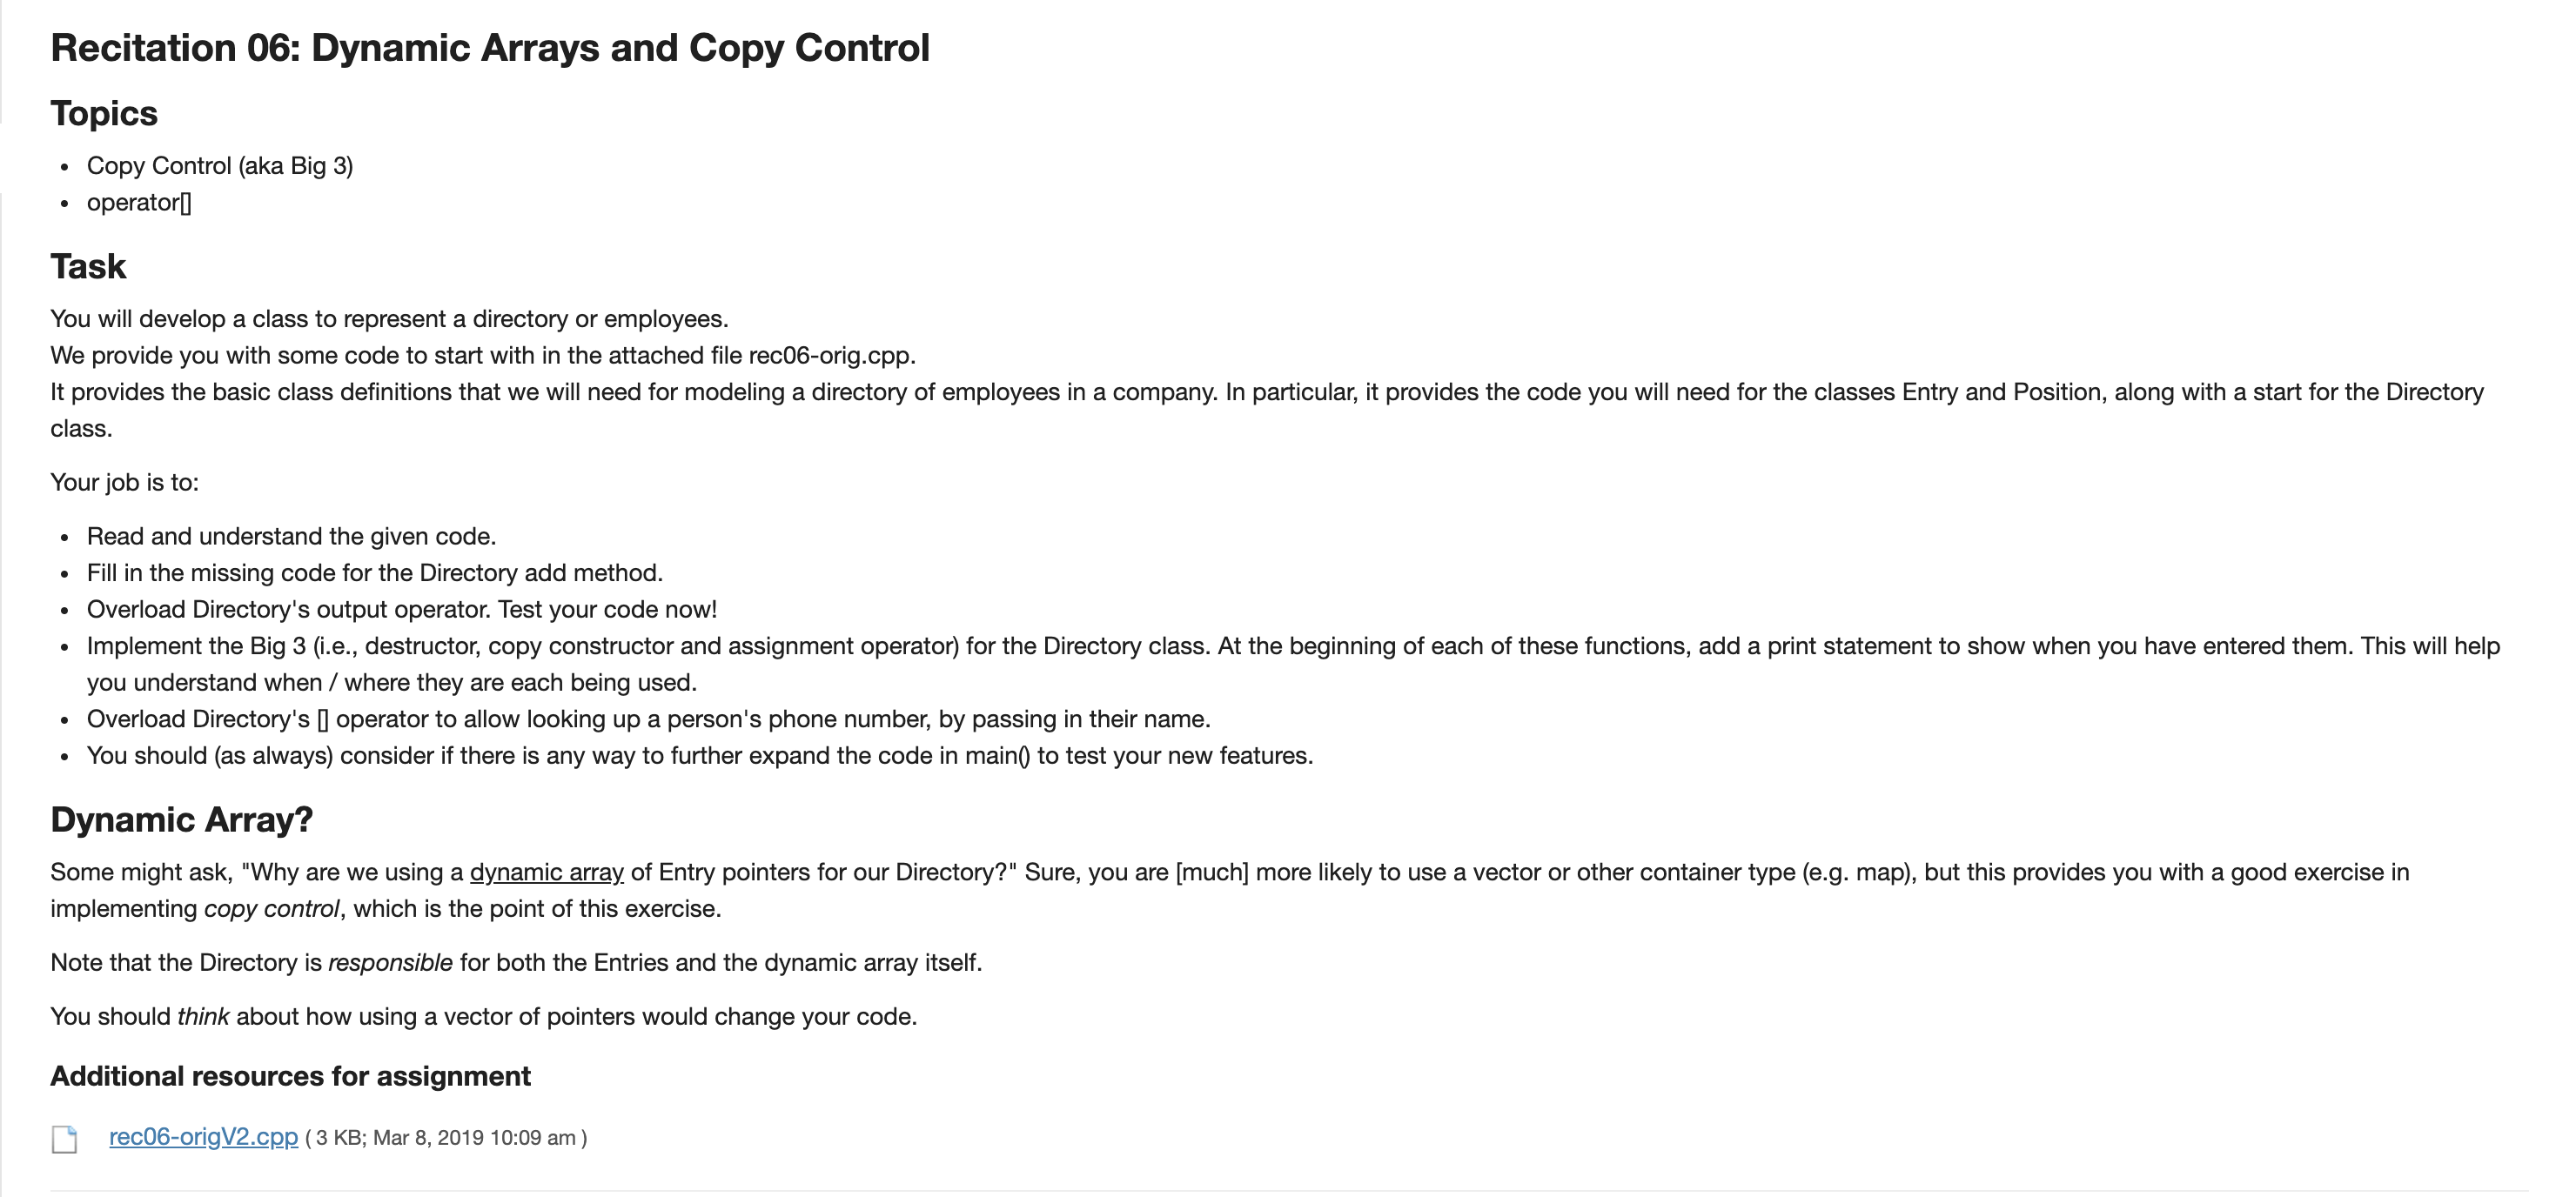 Recitation 06: Dynamic Arrays and Copy Control
Topics
• Copy Control (aka Big 3)
• operator[]
Task
You will develop a class to represent a directory or employees.
We provide you with some code to start with in the attached file rec06-orig.cpp.
It provides the basic class definitions that we will need for modeling a directory of employees in a company. In particular, it provides the code you will need for the classes Entry and Position, along with a start for the Directory
class.
Your job is to:
• Read and understand the given code.
• Fill in the missing code for the Directory add method.
• Overload Directory's output operator. Test your code now!
• Implement the Big 3 (i.e., destructor, copy constructor and assignment operator) for the Directory class. At the beginning of each of these functions, add a print statement to show when you have entered them. This will help
you understand when / where they are each being used.
• Overload Directory's [] operator to allow looking up a person's phone number, by passing in their name.
• You should (as always) consider if there is any way to further expand the code in main() to test your new features.
Dynamic Array?
Some might ask, "Why are we using a dynamic array of Entry pointers for our Directory?" Sure, you are [much] more likely to use a vector or other container type (e.g. map), but this provides you with a good exercise in
implementing copy control, which is the point of this exercise.
Note that the Directory is responsible for both the Entries and the dynamic array itself.
You should think about how using a vector of pointers would change your code.
Additional resources for assignment
rec06-origV2.cpp ( 3 KB; Mar 8, 2019 10:09 am )